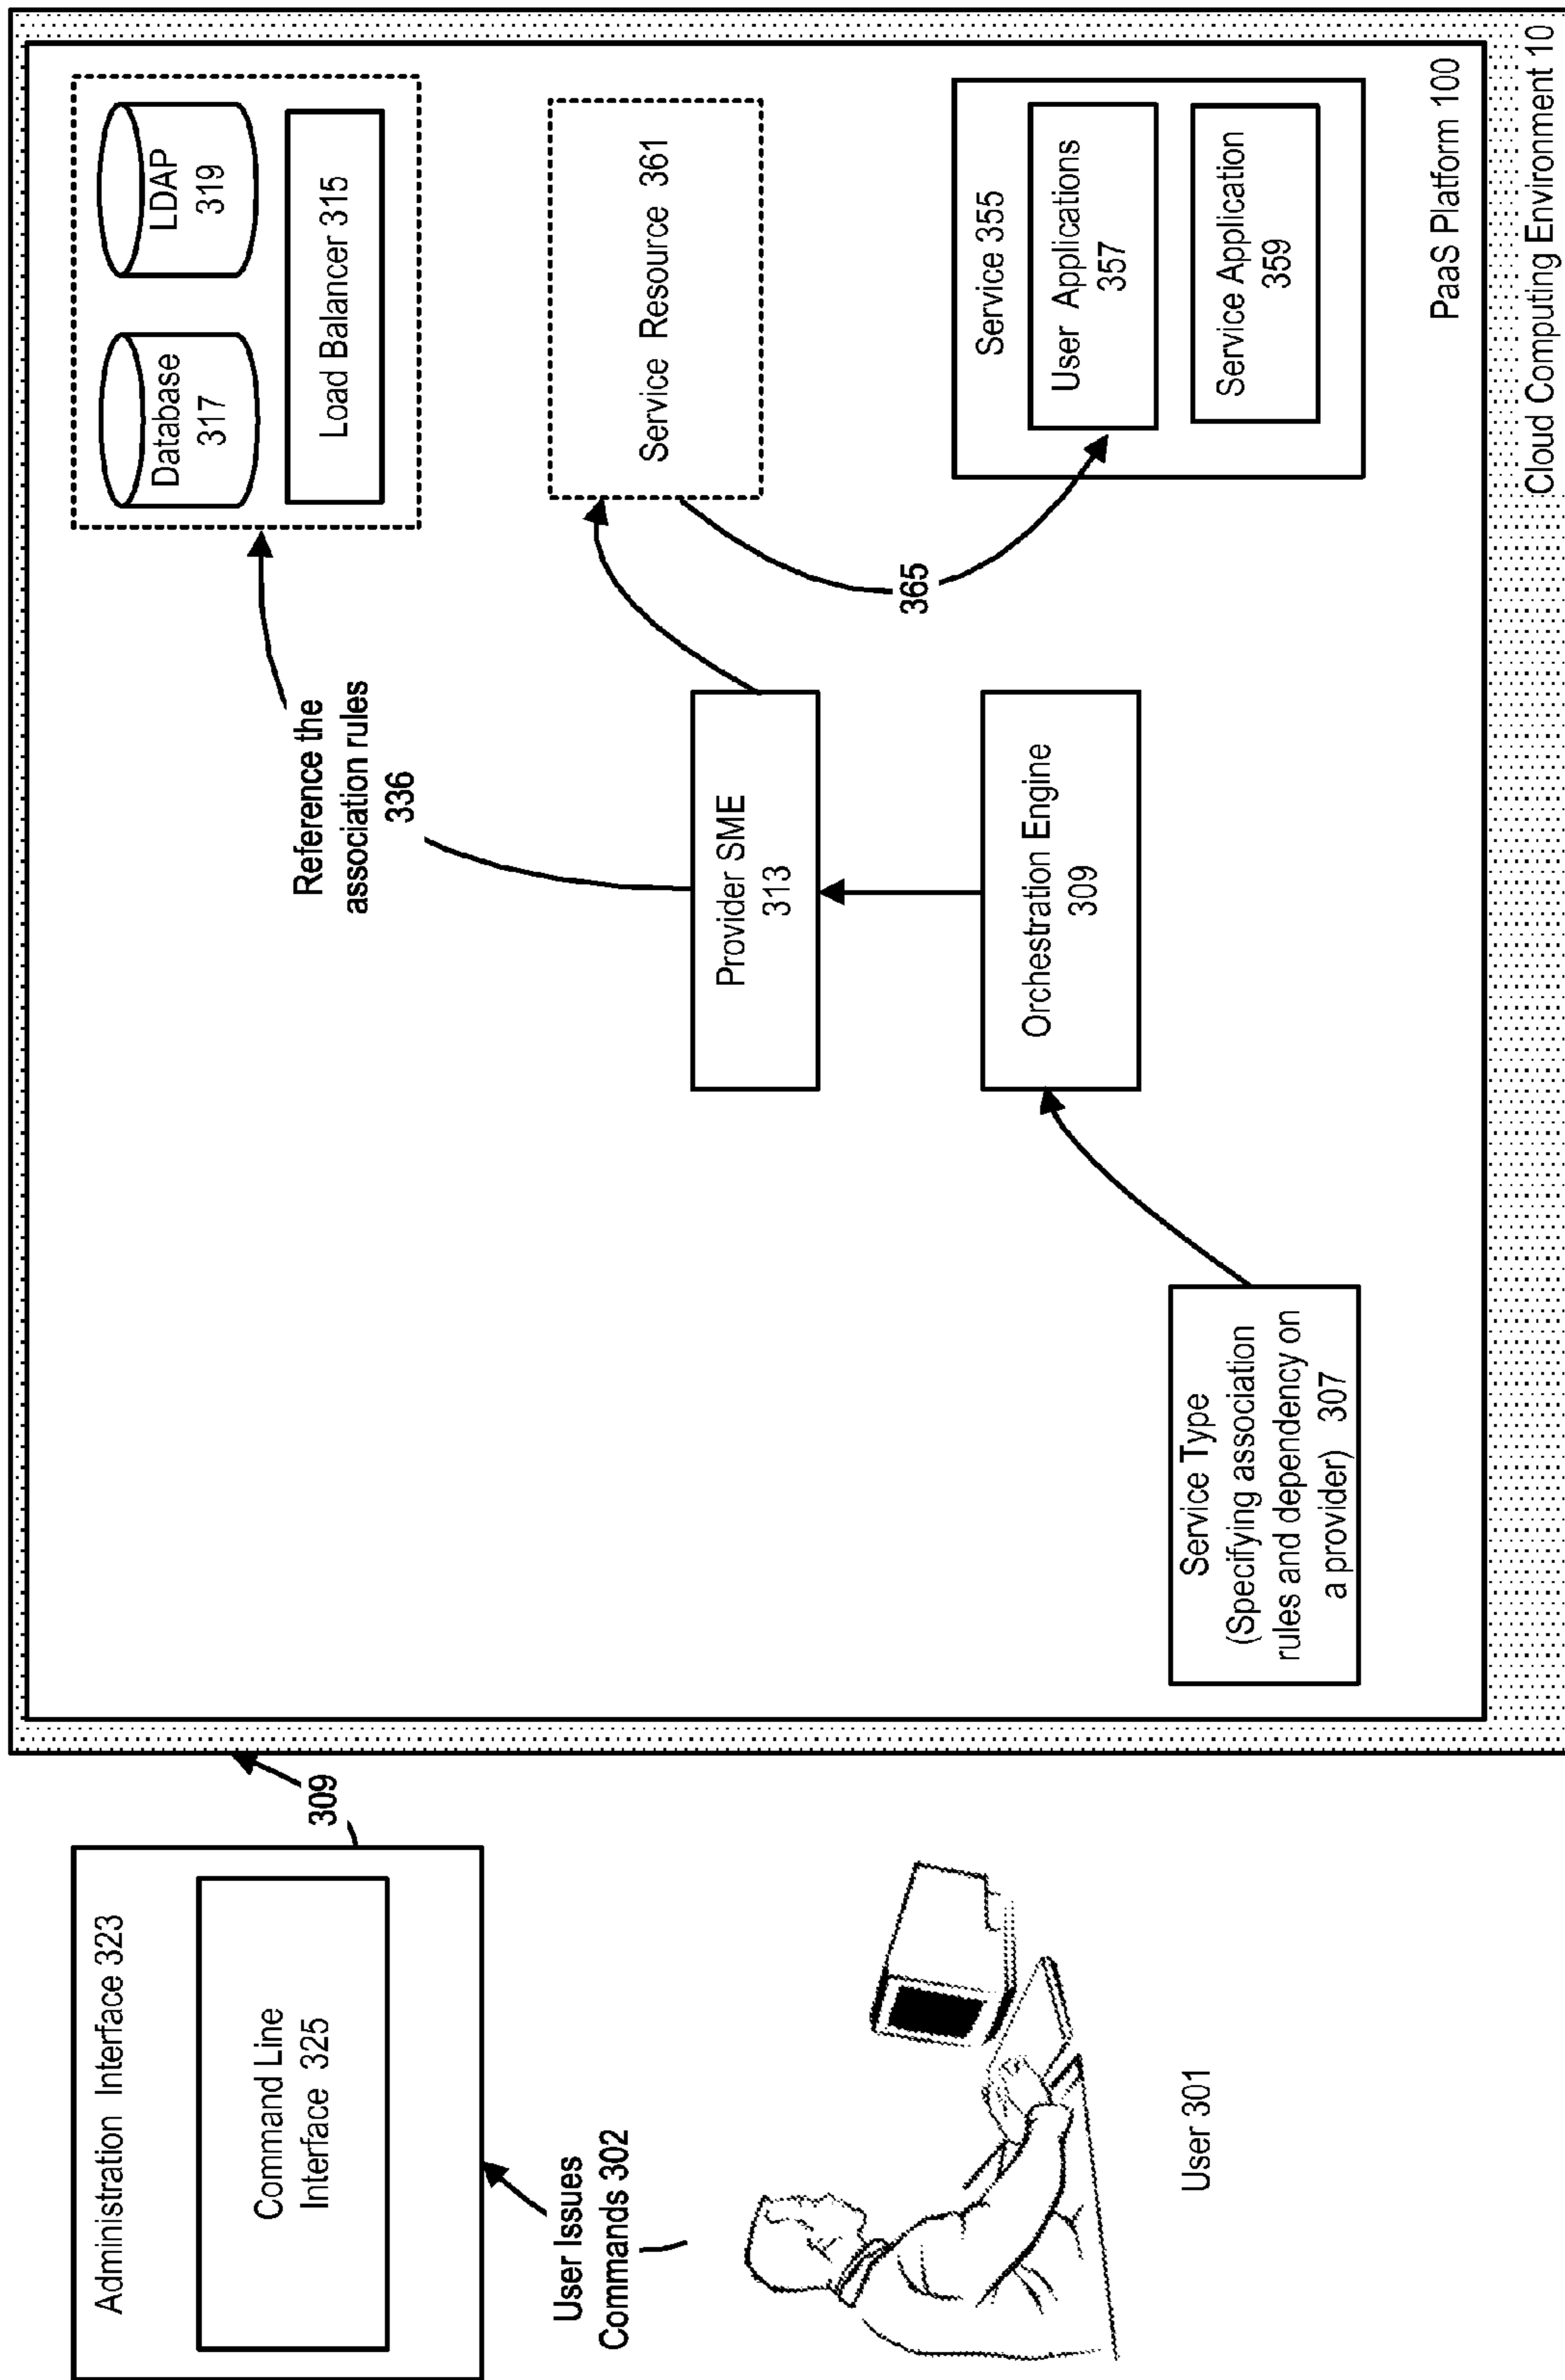 Administration Interface 323
Command Line
Interface 325
309
User Issues
Commands 302
User 301
Database
317
LDAP
319
Load Balancer 315
Reference the
association rules
336
Service Resource 361
Provider SME
313
365
Orchestration Engine
309
Service 355
User Applications
357
Service Application
359
Service Type
(Specifying association
rules and dependency on
a provider) 307
PaaS Platform 100
Cloud Computing Environment 10